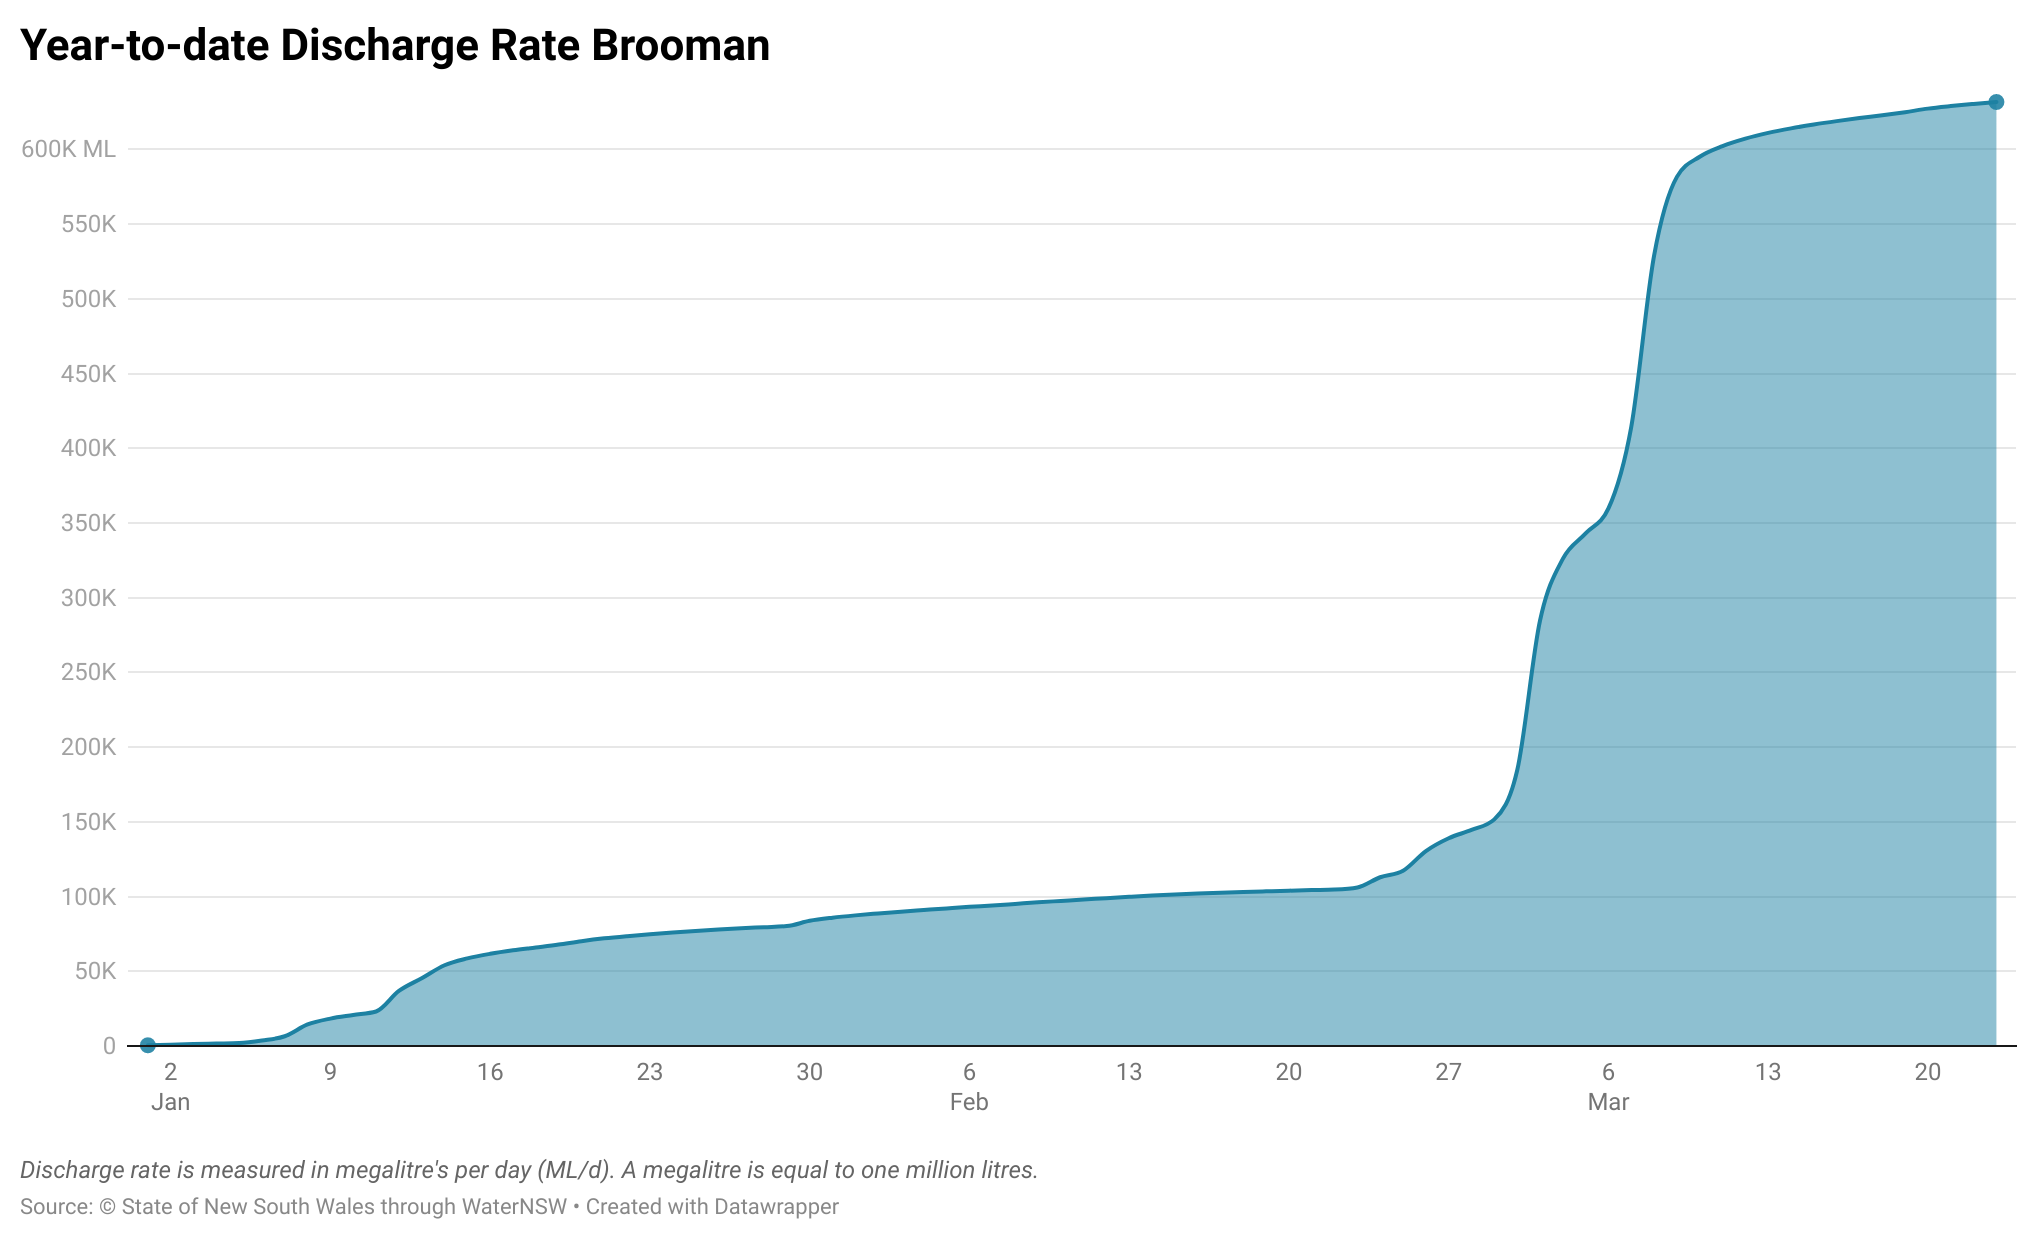 Year-to-date Discharge Rate Brooman
600K ML
550K
500K
450K
400K
350K
300K
250K
200K
150K
100K
50K
0
2 9 16 23 30 6 13 20 27 6 13 20
Jan Feb Mar
Discharge rate is measured in megalitre's per day (ML/d). A megalitre is equal to one million litres.
Source: © State of New South Wales through WaterNSW • Created with Datawrapper